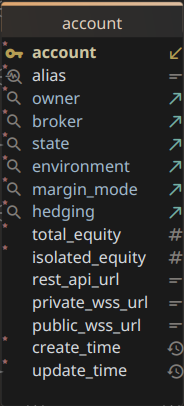 account
account
alias
owner
broker
state
environment
margin_mode
hedging
total_equity
isolated_equity
rest_api_url
private_wss_url
public_wss_url
create_time
update_time